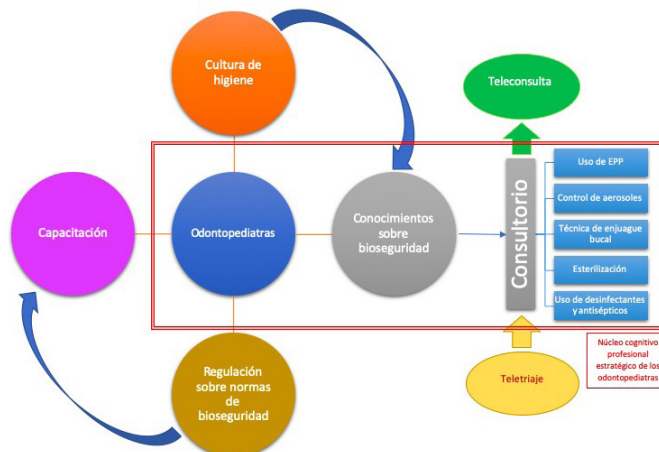 Cultura de
higiene
Teleconsulta
Capacitación
Odontopediatras
Conocimientos
sobre
bioseguridad
Consultorio
Uso de EPP
Control de aerosoles
Técnica de enjuague
bucal
Esterilización
Uso de desinfectantes
y antisépticos
Regulación
sobre normas
de
bioseguridad
Teletriaje
Núcleo cognitivo
profesional
estratégico de los
odontopediatras